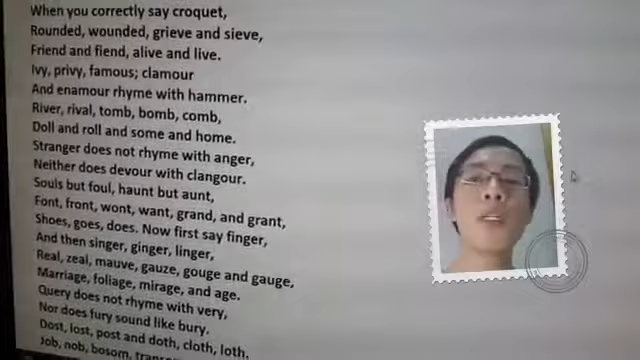 When you correctly say croquet,
Rounded, wounded, grieve and sieve,
Friend and fiend, alive and live.
Ivy, privy, famous; clamour
And enamour rhyme with hammer.
River, rival, tomb, bomb, comb,
Doll and roll and some and home.
Stranger does not rhyme with anger,
Neither does devour with clangour.
Souls but foul, haunt but aunt,
Font, front, wont, want, grand, and grant,
Shoes, goes, does. Now first say finger,
And then singer, ginger, linger,
Real, zeal, mauve, gauze, gouge and gauge,
Marriage, foliage, mirage, and age.
Query does not rhyme with very,
Nor does fury sound like bury.
Dost, lost, post and doth, cloth, loth.
Job, nob, bosom,